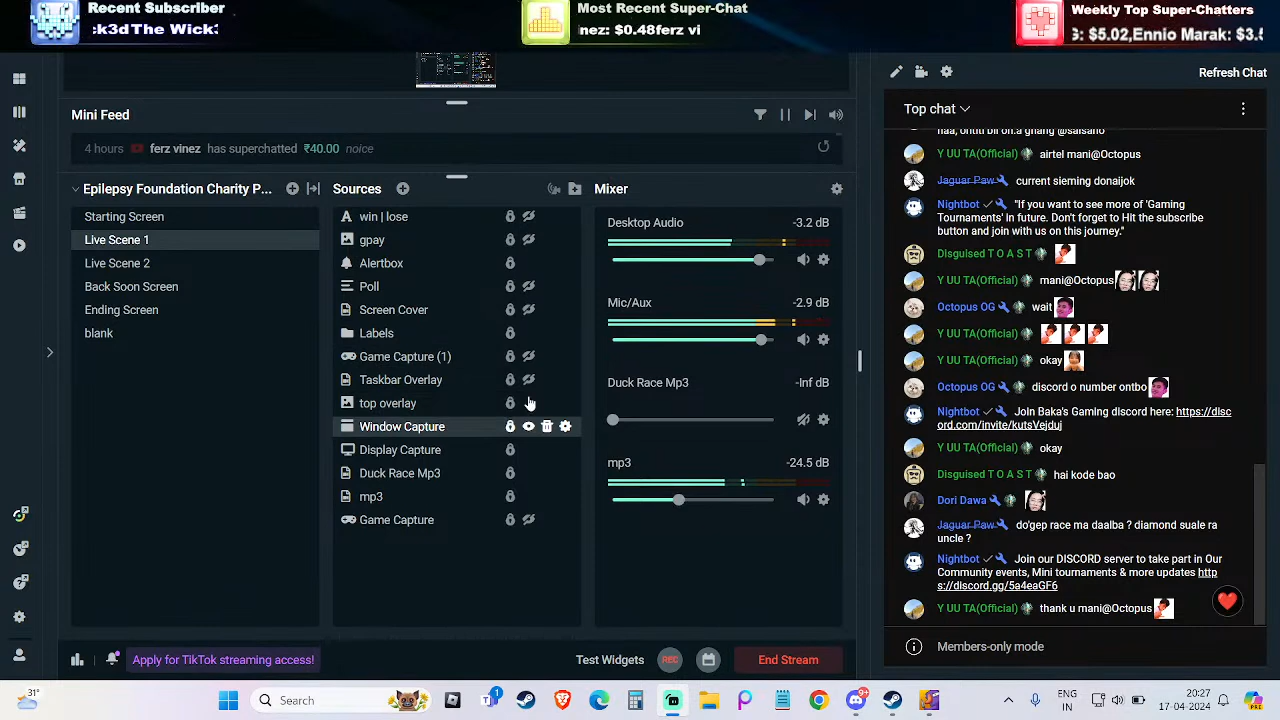 Recent Subscriber
ck3dThe Wick:
Most Recent Super-Chat
inez: $0.48ferz vi
Weekly Top Super-Chatters
: $5.02,Ennio Marak: $3.5
Refresh Chat
Mini Feed
4 hours ferz vinez has superchatted ₹40.00 noice
Epilepsy Foundation Charity P...
Starting Screen
Live Scene 1
Live Scene 2
Back Soon Screen
Ending Screen
blank
Sources
win | lose
gpay
Alertbox
Poll
Screen Cover
Labels
Game Capture (1)
Taskbar Overlay
top overlay
Window Capture
Display Capture
Duck Race Mp3
mp3
Game Capture
Mixer
Desktop Audio -3.2 dB
Mic/Aux -2.9 dB
Duck Race Mp3 -Inf dB
mp3 -24.5 dB
Top chat
Y UU TA(Official) airtel mani@Octopus
Jaguar Paw current sieming donaijok
Nightbot "If you want to see more of 'Gaming
Tournaments' in future. Don't forget to Hit the subscribe
button and join with us on this journey."
DIsguised T O A S T
Y UU TA(Official) mani@Octopus
Octopus OG wait
Y UU TA(Official)
Y UU TA(Official) okay
Octopus OG discord o number ontbo
Nightbot Join Baka's Gaming discord here: https://disc
ord.com/invite/kutsVejduj
Y UU TA(Official) okay
DIsguised T O A S T hai kode bao
Dori Dawa
Jaguar Paw do'gep race ma daalba ? diamond suale ra
uncle ?
Nightbot Join our DISCORD server to take part in Our
Community events, Mini tournaments & more updates http
s://discord.gg/5a4eaGF6
Y UU TA(Official) thank u mani@Octopus
Members-only mode
Apply for TikTok streaming access!
Test Widgets
REC
End Stream
31°
Search
1
9+
ENG
IN
20:27
17-04-2024